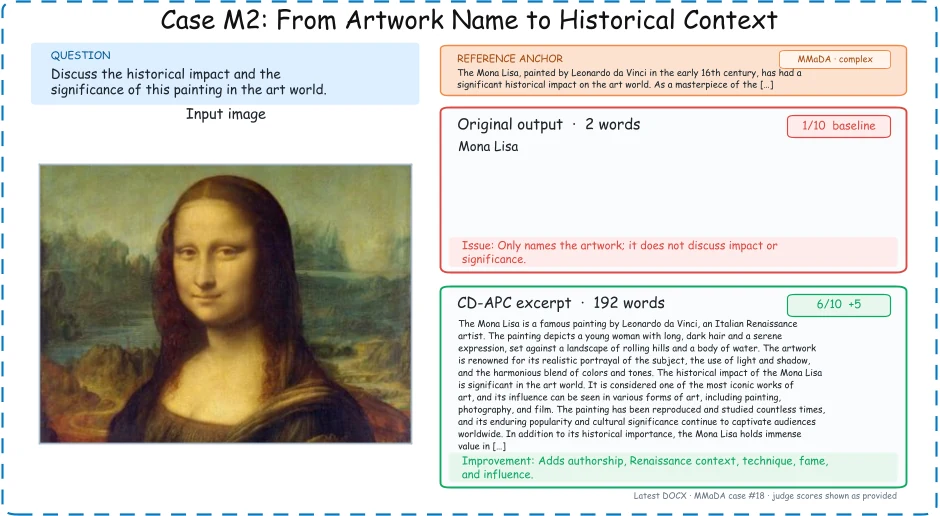 Case M2: From Artwork Name to Historical Context
QUESTION
Discuss the historical impact and the
significance of this painting in the art world.
Input image
REFERENCE ANCHOR
MMaDA · complex
The Mona Lisa, painted by Leonardo da Vinci in the early 16th century, has had a
significant historical impact on the art world. As a masterpiece of the [...]
Original output · 2 words
1/10 baseline
Mona Lisa
Issue: Only names the artwork; it does not discuss impact or
significance.
CD-APC excerpt · 192 words
6/10 +5
The Mona Lisa is a famous painting by Leonardo da Vinci, an Italian Renaissance
artist. The painting depicts a young woman with long, dark hair and a serene
expression, set against a landscape of rolling hills and a body of water. The artwork
is renowned for its realistic portrayal of the subject, the use of light and shadow,
and the harmonious blend of colors and tones. The historical impact of the Mona Lisa
is significant in the art world. It is considered one of the most iconic works of
art, and its influence can be seen in various forms of art, including painting,
photography, and film. The painting has been reproduced and studied countless times,
and its enduring popularity and cultural significance continue to captivate audiences
worldwide. In addition to its historical importance, the Mona Lisa holds immense
value in [...]
Improvement: Adds authorship, Renaissance context, technique, fame,
and influence.
Latest DOCX · MMaDA case #18 · judge scores shown as provided